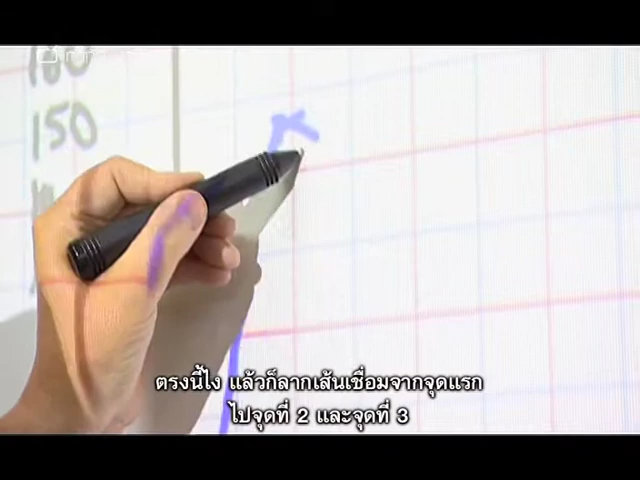 160
150
ตรงนี้ไง แล้วก็ลากเส้นเชื่อมจากจุดแรก
ไปจุดที่ 2 และจุดที่ 3